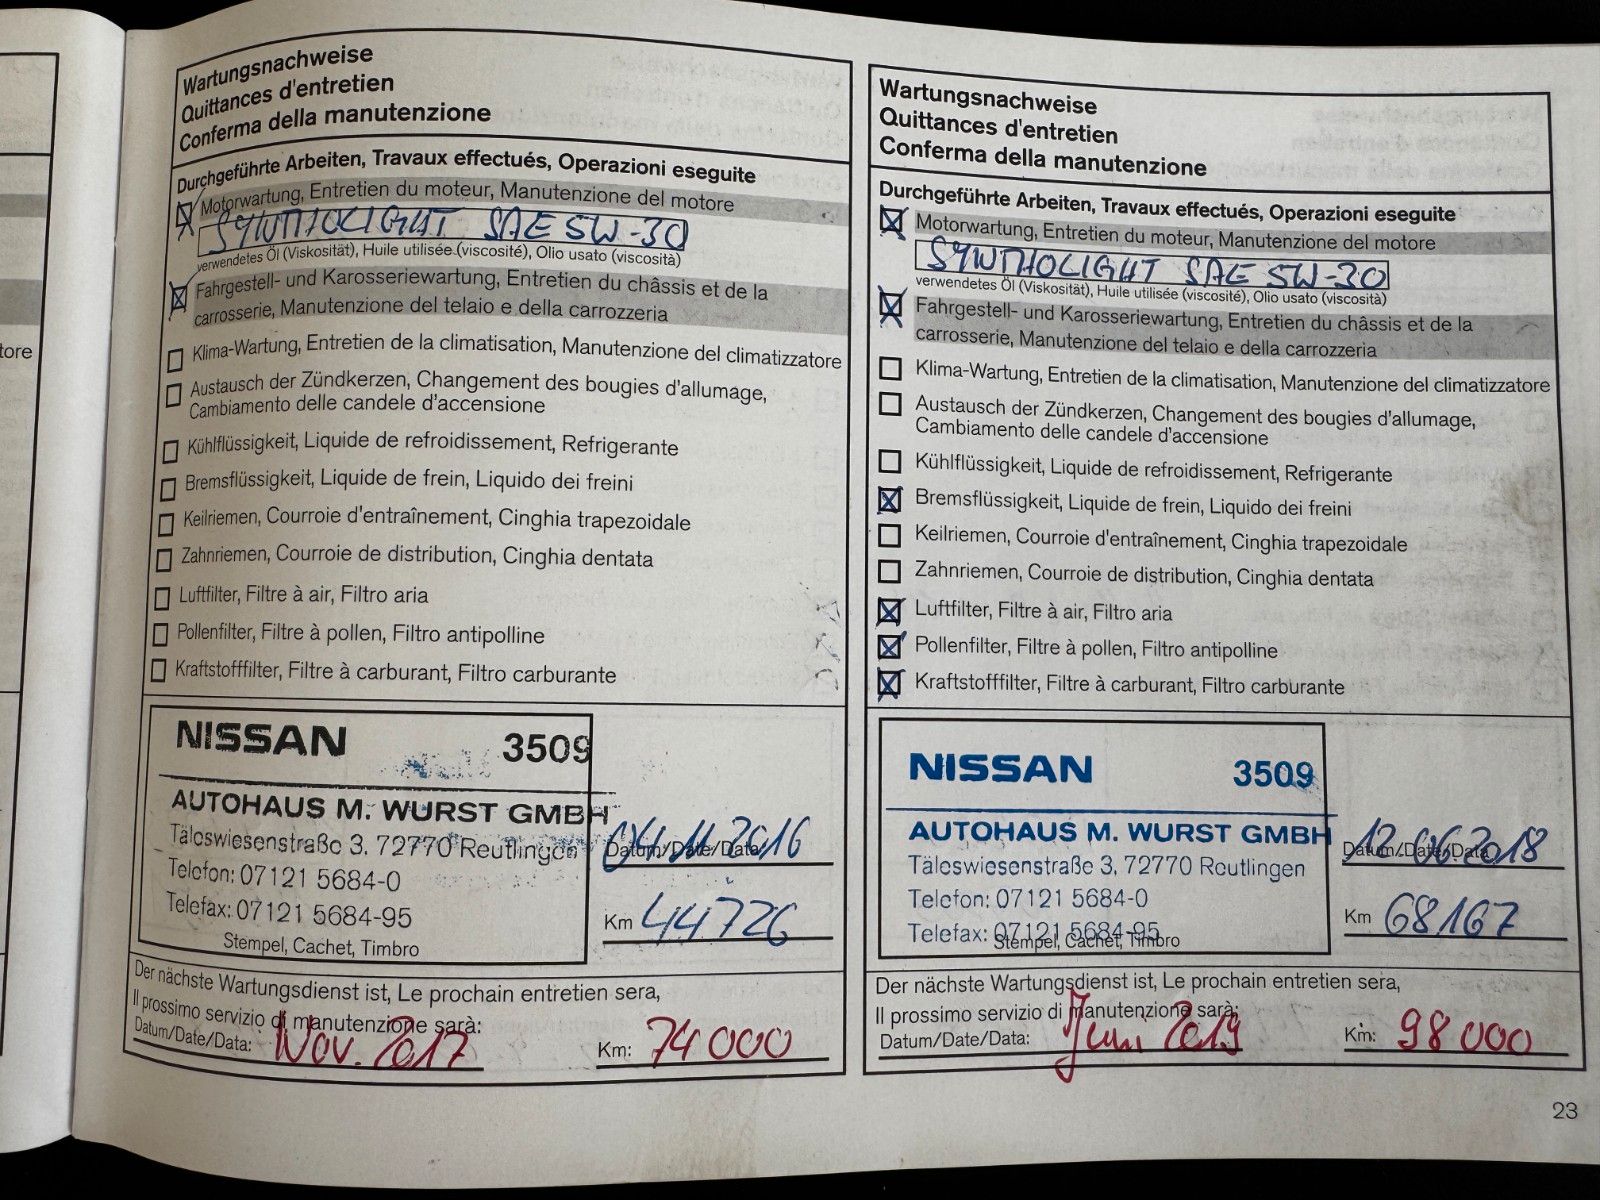 tore
Wartungsnachweise
Quittances d'entretien
Conferma della manutenzione
Durchgeführte Arbeiten, Travaux effectués, Operazioni eseguite
Motorwartung, Entretien du moteur, Manutenzione del motore
SYNTHOLIGHT SAE 5W-30
verwendetes Öl (Viskosität), Huile utilisée (viscosité), Olio usato (viscosità)
Fahrgestell- und Karosseriewartung, Entretien du châssis et de la
carrosserie, Manutenzione del telaio e della carrozzeria
Klima-Wartung, Entretien de la climatisation, Manutenzione del climatizzatore
Austausch der Zündkerzen, Changement des bougies d'allumage,
Cambiamento delle candele d'accensione
Kühlflüssigkeit, Liquide de refroidissement, Refrigerante
Bremsflüssigkeit, Liquide de frein, Liquido dei freini
Keilriemen, Courroie d'entraînement, Cinghia trapezoidale
Zahnriemen, Courroie de distribution, Cinghia dentata
Luftfilter, Filtre à air, Filtro aria
Pollenfilter, Filtre à pollen, Filtro antipolline
Kraftstofffilter, Filtre à carburant, Filtro carburante
NISSAN 3509
AUTOHAUS M. WURST GMBH
Täleswiesenstraße 3, 72770 Reutlingen
Telefon: 07121 5684-0
Telefax: 07121 5684-95
Stempel, Cachet, Timbro
04.11.2016
Datum/Date/Data
Km 44726
Der nächste Wartungsdienst ist, Le prochain entretien sera,
Il prossimo servizio di manutenzione sarà:
Datum/Date/Data: Nov. 2017 Km: 74000
Wartungsnachweise
Quittances d'entretien
Conferma della manutenzione
Durchgeführte Arbeiten, Travaux effectués, Operazioni eseguite
Motorwartung, Entretien du moteur, Manutenzione del motore
SYNTHOLIGHT SAE 5W-30
verwendetes Öl (Viskosität), Huile utilisée (viscosité), Olio usato (viscosità)
Fahrgestell- und Karosseriewartung, Entretien du châssis et de la
carrosserie, Manutenzione del telaio e della carrozzeria
Klima-Wartung, Entretien de la climatisation, Manutenzione del climatizzatore
Austausch der Zündkerzen, Changement des bougies d'allumage,
Cambiamento delle candele d'accensione
Kühlflüssigkeit, Liquide de refroidissement, Refrigerante
Bremsflüssigkeit, Liquide de frein, Liquido dei freini
Keilriemen, Courroie d'entraînement, Cinghia trapezoidale
Zahnriemen, Courroie de distribution, Cinghia dentata
Luftfilter, Filtre à air, Filtro aria
Pollenfilter, Filtre à pollen, Filtro antipolline
Kraftstofffilter, Filtre à carburant, Filtro carburante
NISSAN 3509
AUTOHAUS M. WURST GMBH
Täleswiesenstraße 3, 72770 Reutlingen
Telefon: 07121 5684-0
Telefax: 07121 5684-95
Stempel, Cachet, Timbro
12.06.2018
Datum/Date/Data
Km 68167
Der nächste Wartungsdienst ist, Le prochain entretien sera,
Il prossimo servizio di manutenzione sarà:
Datum/Date/Data: Juni 2019 Km: 98000
23